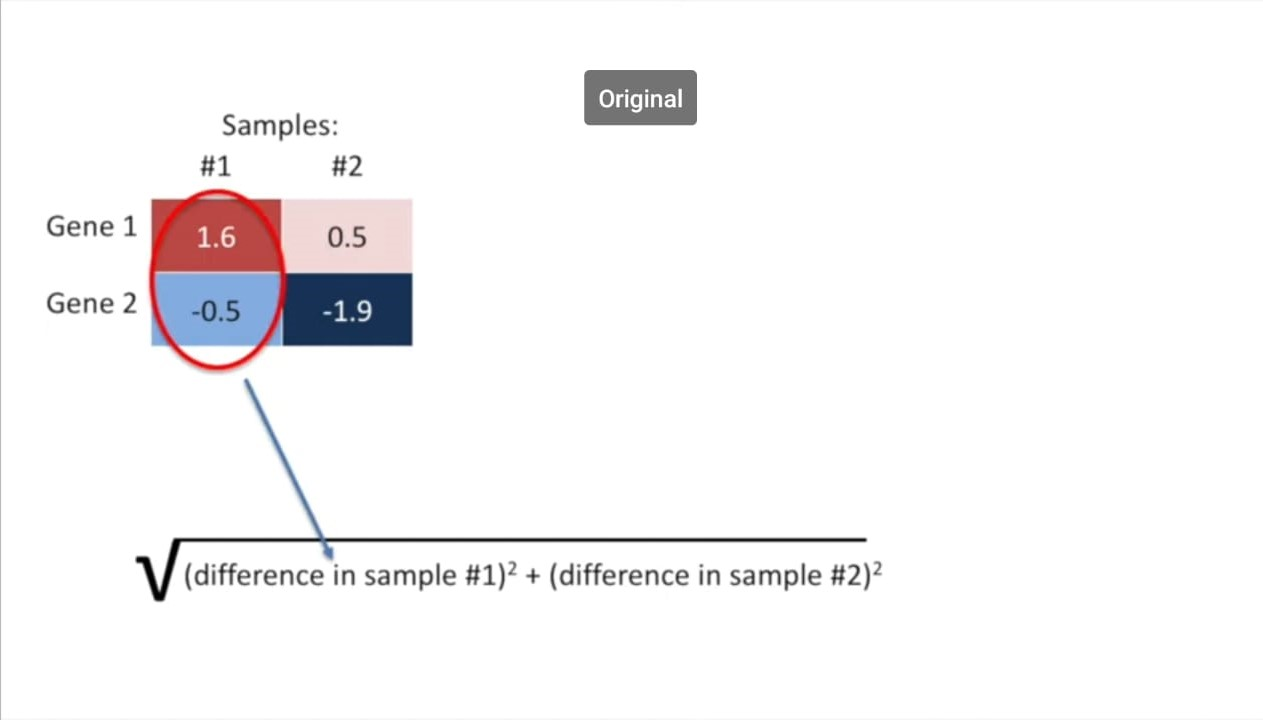 Original
Samples:
#1 #2
Gene 1 1.6 0.5
Gene 2 -0.5 -1.9
√(difference in sample #1)² + (difference in sample #2)²